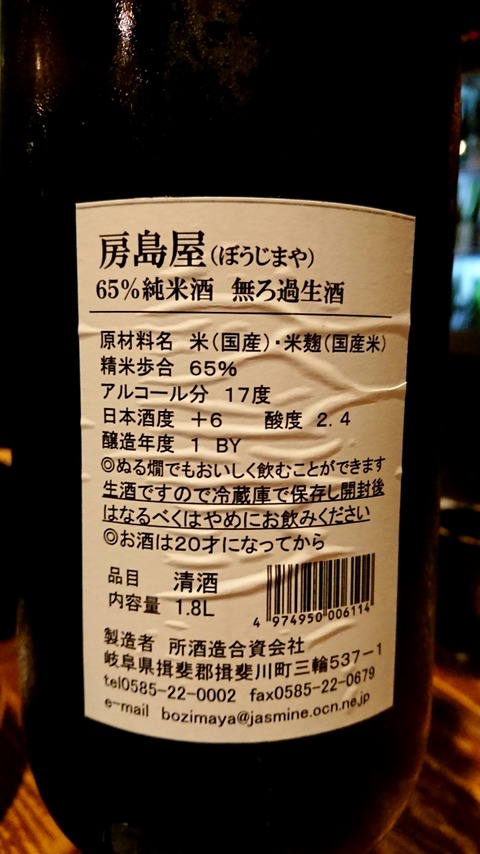 房島屋(ぼうじまや)
65%純米酒 無ろ過生酒
原材料名 米(国産)・米麹(国産米)
精米歩合 65%
アルコール分 17度
日本酒度 +6 酸度 2.4
醸造年度 1 BY
◎ぬる燗でもおいしく飲むことができます
生酒ですので冷蔵庫で保存し開封後
はなるべくはやめにお飲みください
◎お酒は20才になってから
品目 清酒
内容量 1.8L
4 974950 006114
製造者 所酒造合資会社
岐阜県揖斐郡揖斐川町三輪537-1
tel0585-22-0002 fax0585-22-0679
e-mail bozimaya@jasmine.ocn.ne.jp